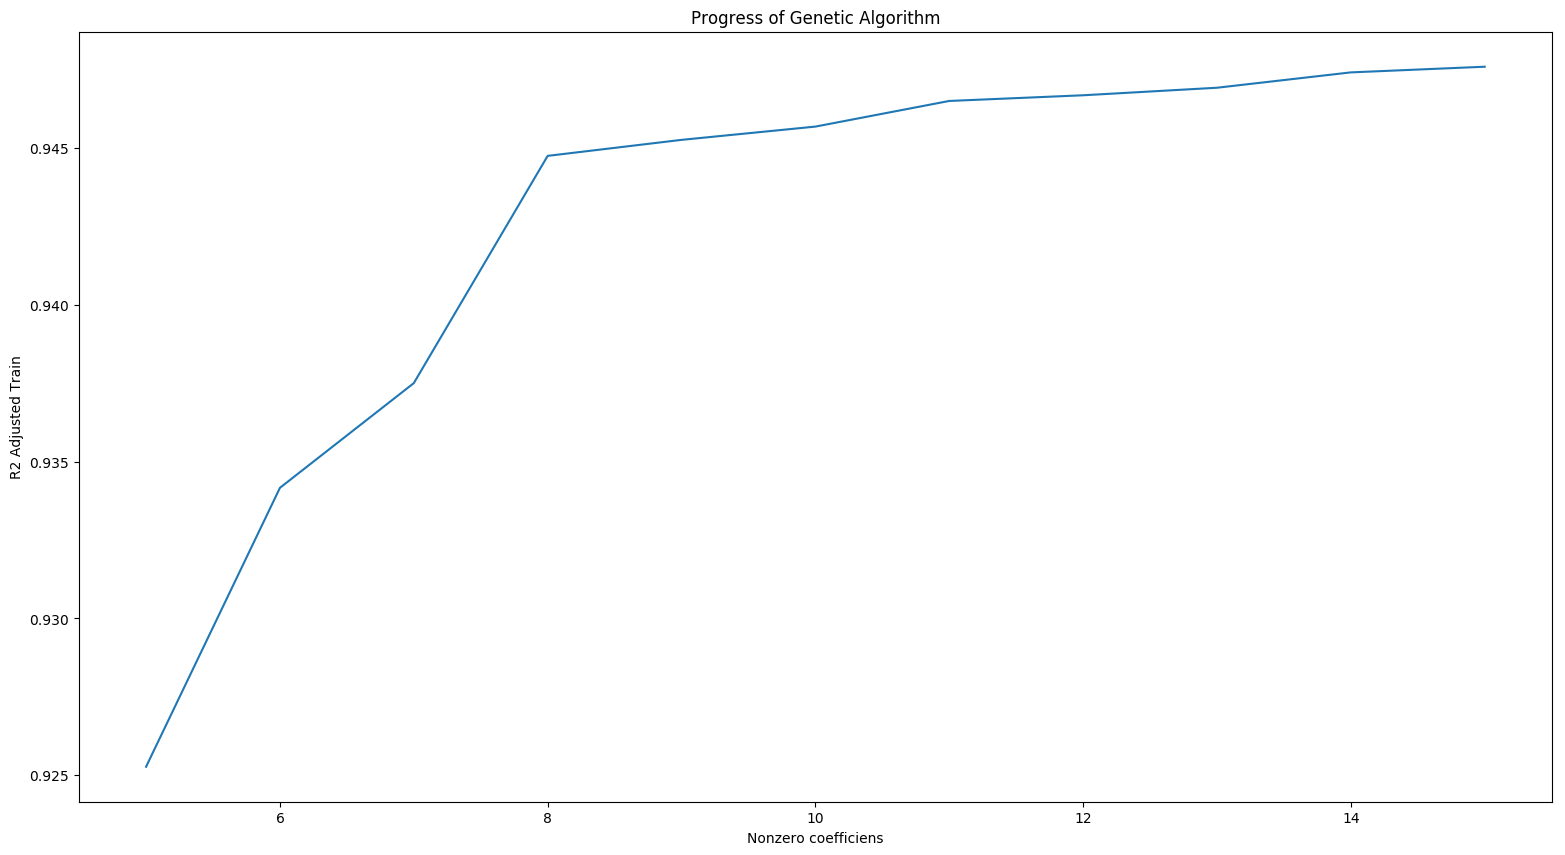 Progress of Genetic Algorithm
R2 Adjusted Train
0.945
0.940
0.935
0.930
0.925
6 8 10 12 14
Nonzero coefficiens